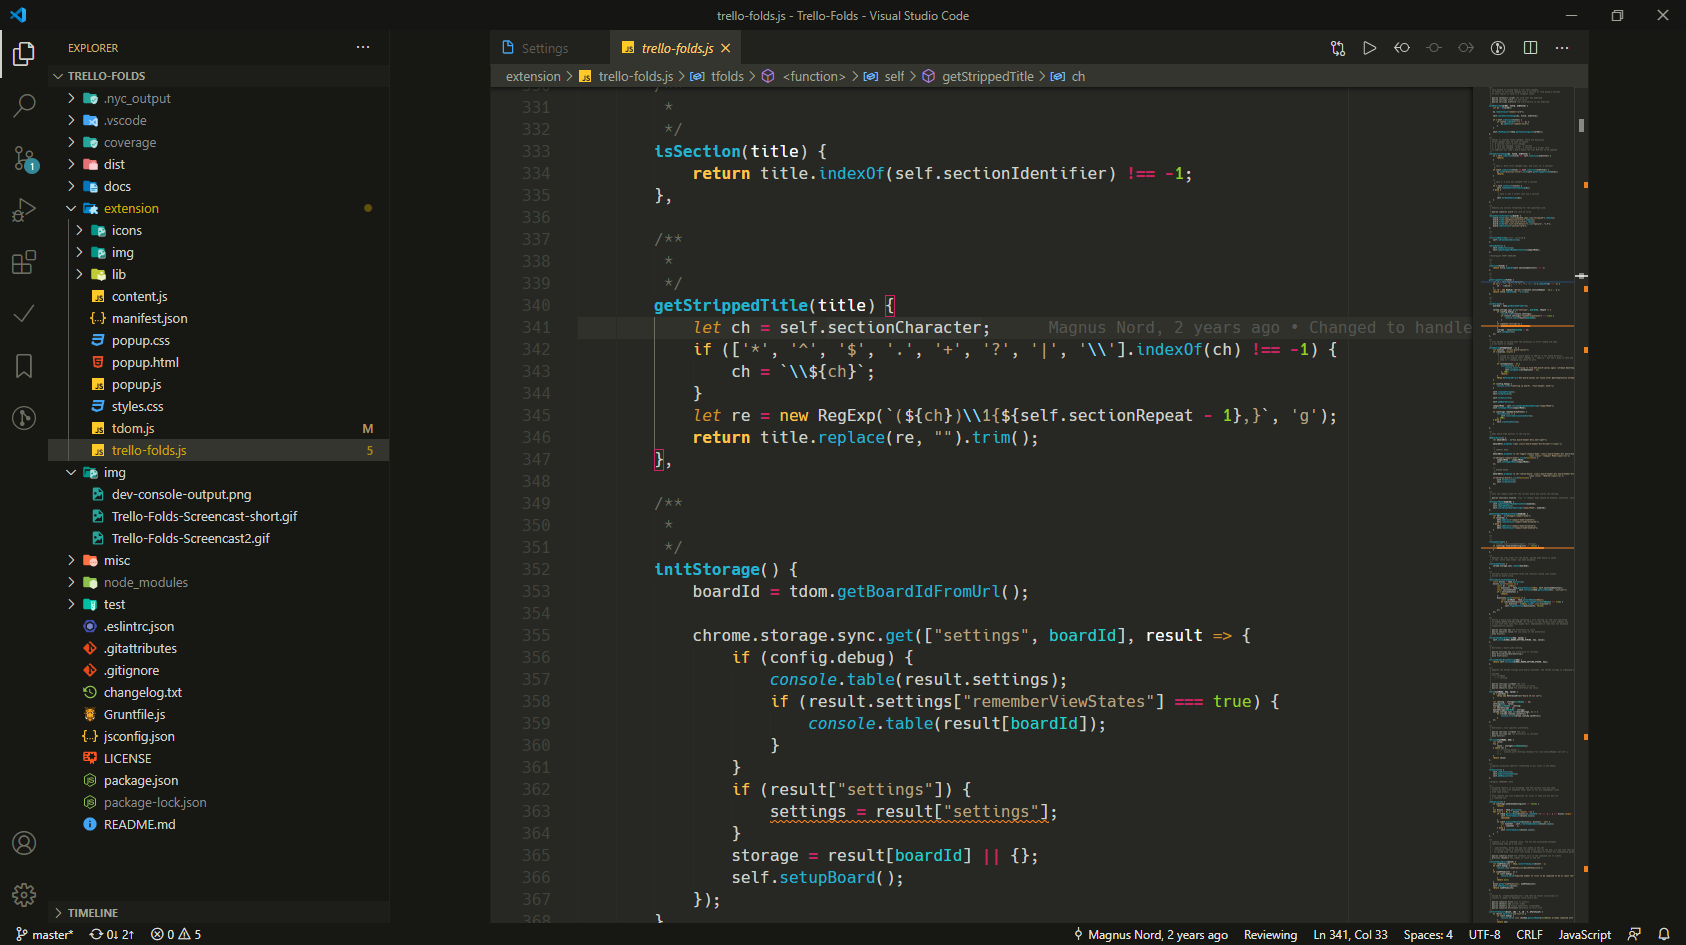 trello-folds.js - Trello-Folds - Visual Studio Code
EXPLORER
TRELLO-FOLDS
.nyc_output
.vscode
coverage
dist
docs
extension
icons
img
lib
content.js
manifest.json
popup.css
popup.html
popup.js
styles.css
tdom.js M
trello-folds.js 5
img
dev-console-output.png
Trello-Folds-Screencast-short.gif
Trello-Folds-Screencast2.gif
misc
node_modules
test
.eslintrc.json
.gitattributes
.gitignore
changelog.txt
Gruntfile.js
jsconfig.json
LICENSE
package.json
package-lock.json
README.md
TIMELINE
1
Settings
trello-folds.js
extension > trello-folds.js > tfolds > <function> > self > getStrippedTitle > ch
330 /**
331 *
332 */
333 isSection(title) {
334 return title.indexOf(self.sectionIdentifier) !== -1;
335 },
336
337 /**
338 *
339 */
340 getStrippedTitle(title) {
341 let ch = self.sectionCharacter; Magnus Nord, 2 years ago • Changed to handle
342 if (['*', '^', '$', '.', '+', '?', '|', '\\'].indexOf(ch) !== -1) {
343 ch = `\\${ch}`;
344 }
345 let re = new RegExp(`(${ch})\\1{${self.sectionRepeat - 1},}`, 'g');
346 return title.replace(re, "").trim();
347 },
348
349 /**
350 *
351 */
352 initStorage() {
353 boardId = tdom.getBoardIdFromUrl();
354
355 chrome.storage.sync.get(["settings", boardId], result => {
356 if (config.debug) {
357 console.table(result.settings);
358 if (result.settings["rememberViewStates"] === true) {
359 console.table(result[boardId]);
360 }
361 }
362 if (result["settings"]) {
363 settings = result["settings"];
364 }
365 storage = result[boardId] || {};
366 self.setupBoard();
367 });
368 }
master* 0↓ 2↑ 0 5
Magnus Nord, 2 years ago Reviewing Ln 341, Col 33 Spaces: 4 UTF-8 CRLF JavaScript